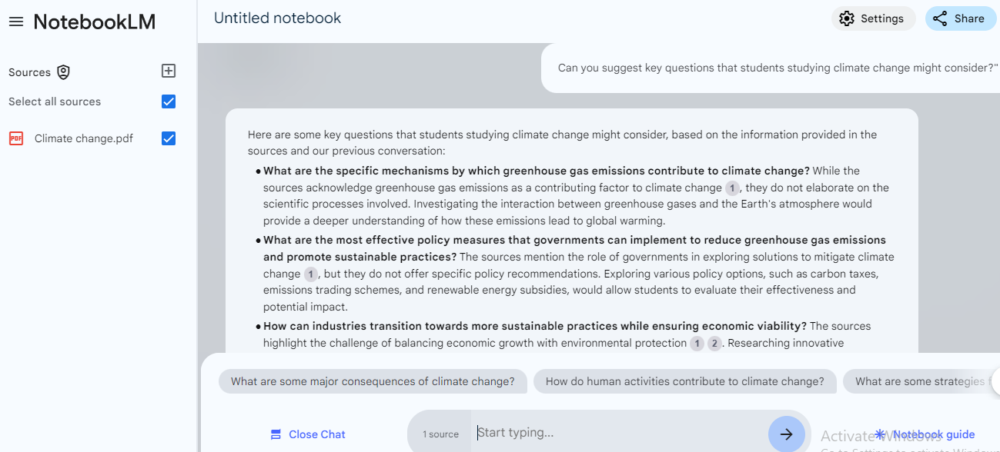 NotebookLM
Untitled notebook
Settings
Share
Sources
Select all sources
PDF
Climate change.pdf
Can you suggest key questions that students studying climate change might consider?"
Here are some key questions that students studying climate change might consider, based on the information provided in the
sources and our previous conversation:
● What are the specific mechanisms by which greenhouse gas emissions contribute to climate change? While the
sources acknowledge greenhouse gas emissions as a contributing factor to climate change 1, they do not elaborate on the
scientific processes involved. Investigating the interaction between greenhouse gases and the Earth's atmosphere would
provide a deeper understanding of how these emissions lead to global warming.
● What are the most effective policy measures that governments can implement to reduce greenhouse gas emissions
and promote sustainable practices? The sources mention the role of governments in exploring solutions to mitigate climate
change 1, but they do not offer specific policy recommendations. Exploring various policy options, such as carbon taxes,
emissions trading schemes, and renewable energy subsidies, would allow students to evaluate their effectiveness and
potential impact.
● How can industries transition towards more sustainable practices while ensuring economic viability? The sources
highlight the challenge of balancing economic growth with environmental protection 1 2. Researching innovative
What are some major consequences of climate change?
How do human activities contribute to climate change?
What are some strategies
Close Chat
1 source
Start typing...
Activate Windows
Notebook guide